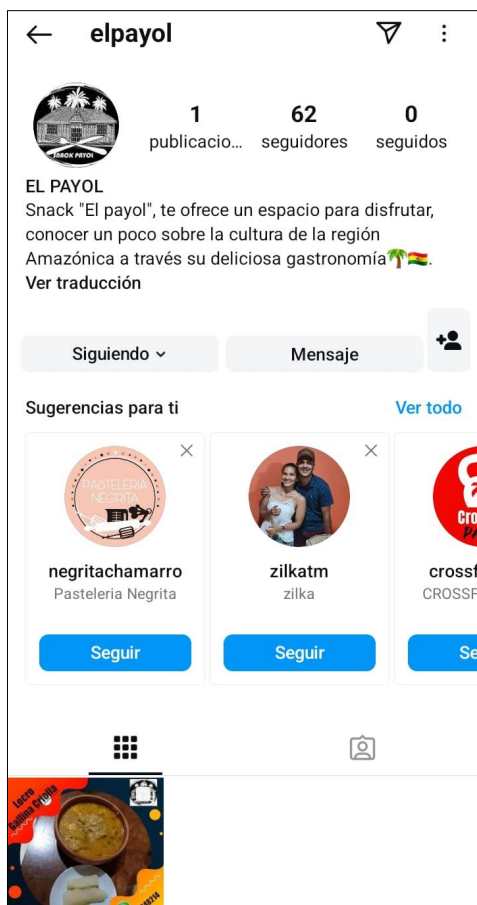 elpayol
1 62 0
publicacio... seguidores seguidos
SNACK PAYOL
EL PAYOL
Snack "El payol", te ofrece un espacio para disfrutar,
conocer un poco sobre la cultura de la región
Amazónica a través su deliciosa gastronomía🌴🇧🇴.
Ver traducción
Siguiendo
Mensaje
Sugerencias para ti
Ver todo
PASTELERIA
NEGRITA
negritachamarro
Pasteleria Negrita
Seguir
zilkatm
zilka
Seguir
Cro
crossf
CROSSF
Se
Locro
Gallina Criolla